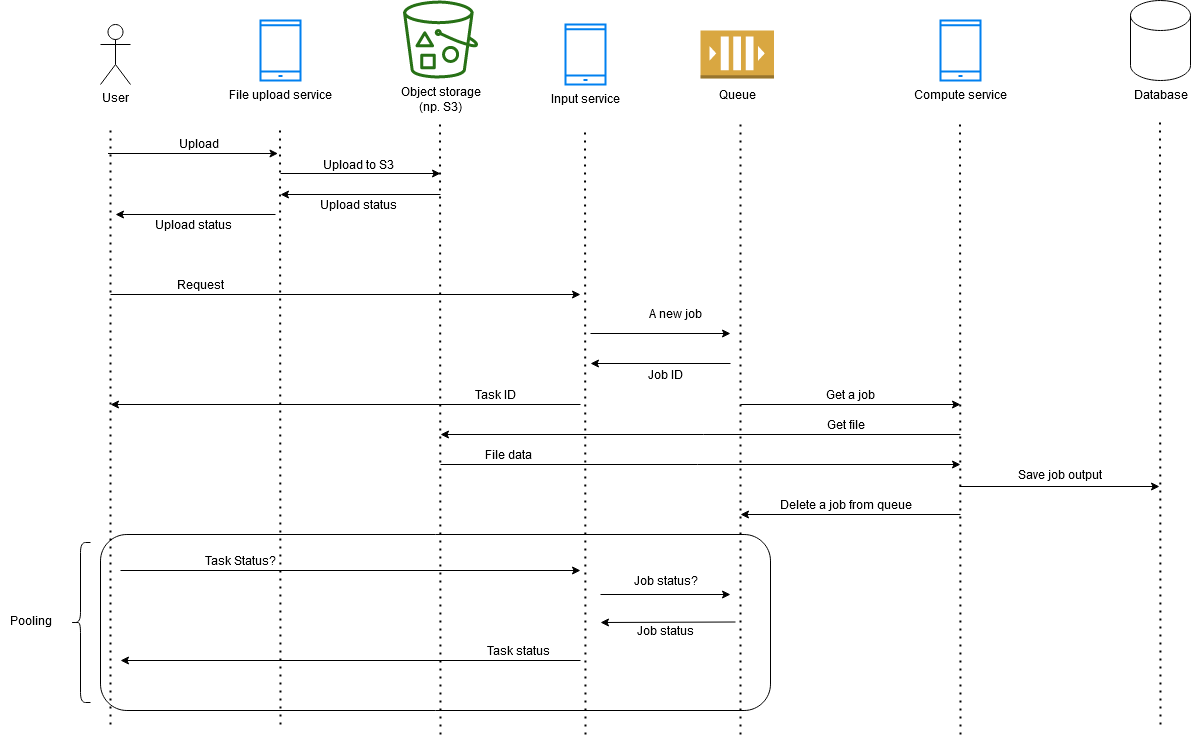 User
File upload service
Object storage
(np. S3)
Input service
Queue
Compute service
Database
Upload
Upload to S3
Upload status
Upload status
Request
A new job
Job ID
Task ID
Get a job
Get file
File data
Save job output
Delete a job from queue
Pooling
Task Status?
Job status?
Job status
Task status